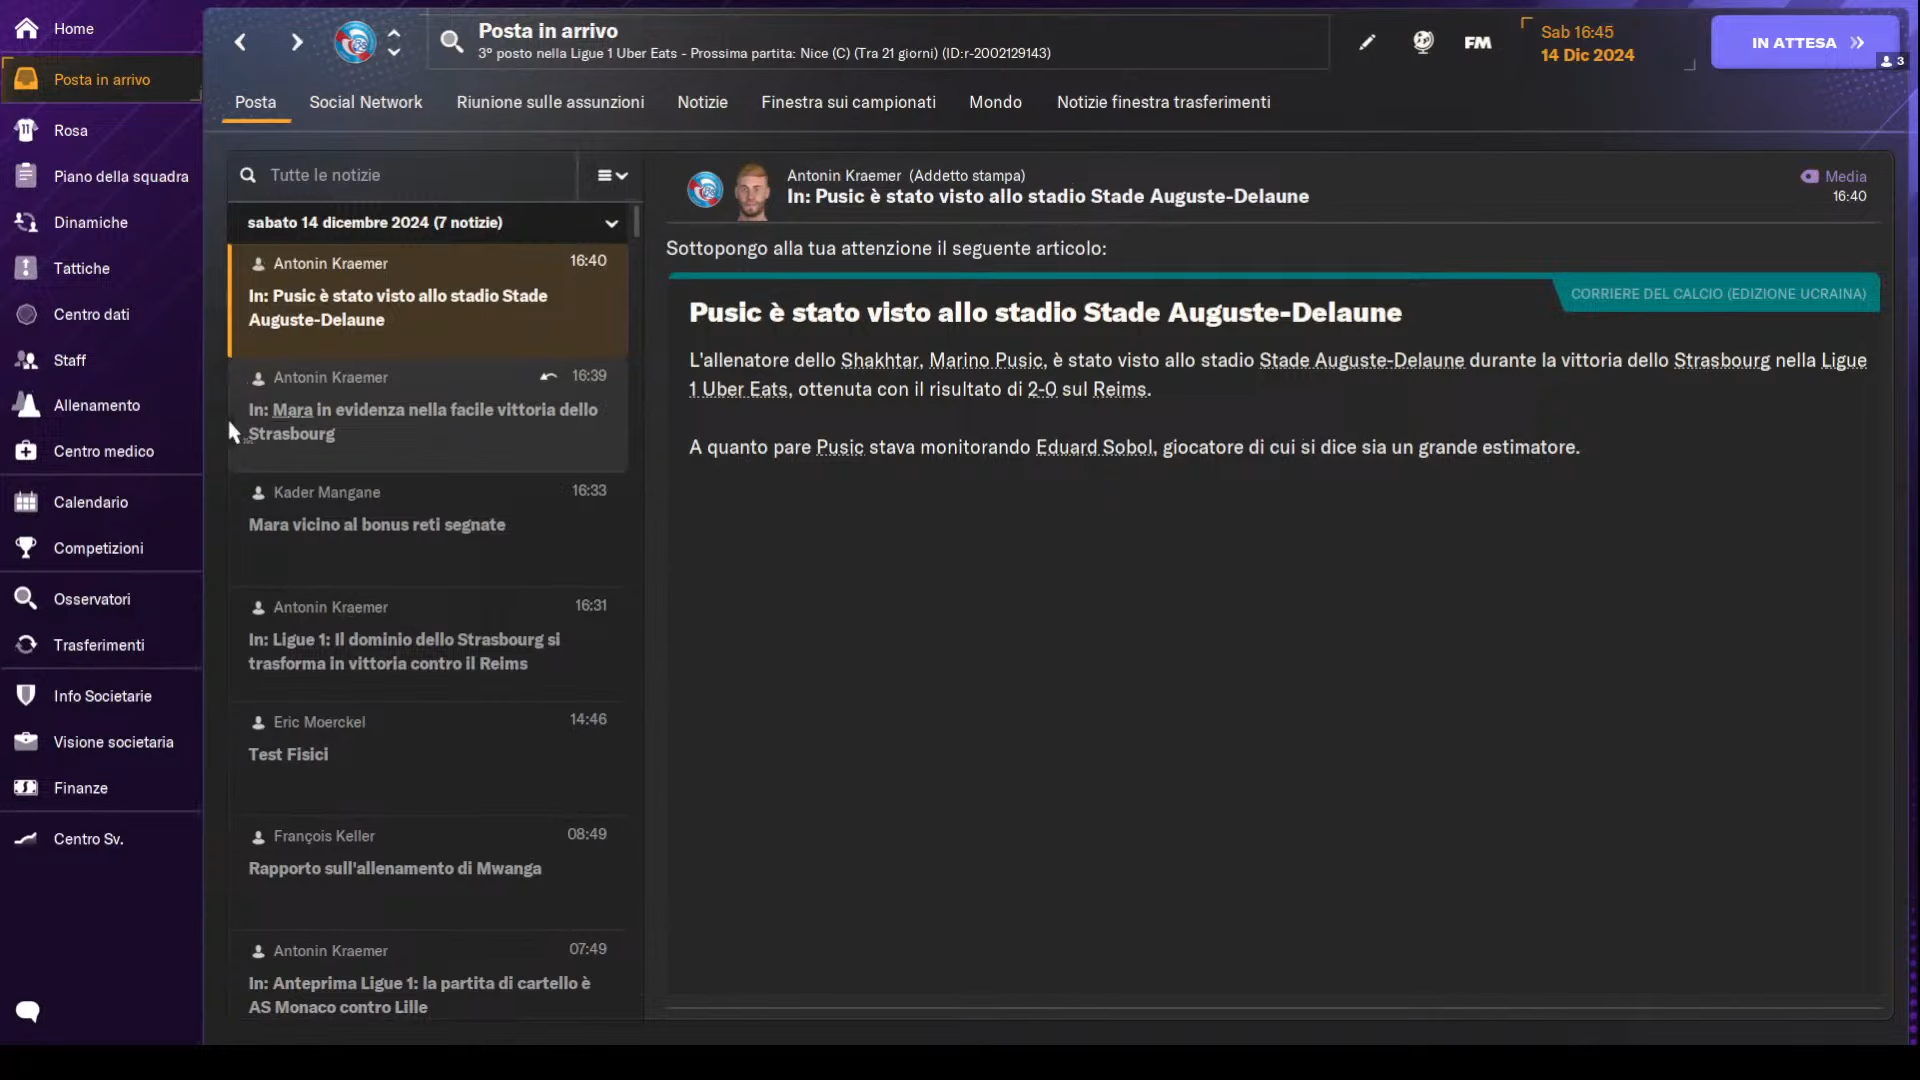 Home
Posta in arrivo
Rosa
Piano della squadra
Dinamiche
Tattiche
Centro dati
Staff
Allenamento
Centro medico
Calendario
Competizioni
Osservatori
Trasferimenti
Info Societarie
Visione societaria
Finanze
Centro Sv.
Posta in arrivo
3º posto nella Ligue 1 Uber Eats - Prossima partita: Nice (C) (Tra 21 giorni) (ID:r-2002129143)
FM
Sab 16:45
14 Dic 2024
IN ATTESA
3
Posta
Social Network
Riunione sulle assunzioni
Notizie
Finestra sui campionati
Mondo
Notizie finestra trasferimenti
Tutte le notizie
sabato 14 dicembre 2024 (7 notizie)
Antonin Kraemer 16:40
In: Pusic è stato visto allo stadio Stade
Auguste-Delaune
Antonin Kraemer 16:39
In: Mara in evidenza nella facile vittoria dello
Strasbourg
Kader Mangane 16:33
Mara vicino al bonus reti segnate
Antonin Kraemer 16:31
In: Ligue 1: Il dominio dello Strasbourg si
trasforma in vittoria contro il Reims
Eric Moerckel 14:46
Test Fisici
François Keller 08:49
Rapporto sull'allenamento di Mwanga
Antonin Kraemer 07:49
In: Anteprima Ligue 1: la partita di cartello è
AS Monaco contro Lille
Antonin Kraemer (Addetto stampa)
In: Pusic è stato visto allo stadio Stade Auguste-Delaune
Media
16:40
Sottopongo alla tua attenzione il seguente articolo:
CORRIERE DEL CALCIO (EDIZIONE UCRAINA)
Pusic è stato visto allo stadio Stade Auguste-Delaune
L'allenatore dello Shakhtar, Marino Pusic, è stato visto allo stadio Stade Auguste-Delaune durante la vittoria dello Strasbourg nella Ligue
1 Uber Eats, ottenuta con il risultato di 2-0 sul Reims.
A quanto pare Pusic stava monitorando Eduard Sobol, giocatore di cui si dice sia un grande estimatore.